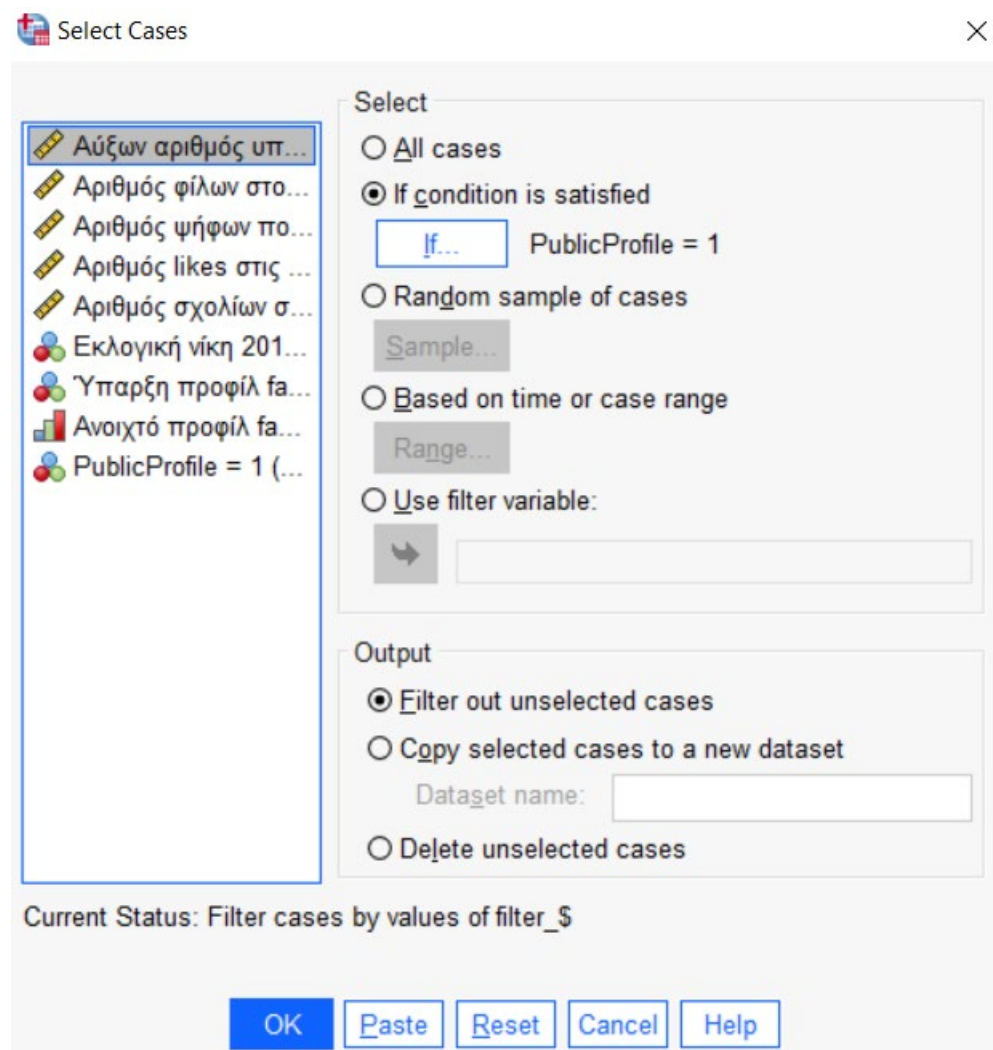 Select Cases
Αύξων αριθμός υπ...
Αριθμός φίλων στο...
Αριθμός ψήφων πο...
Αριθμός likes στις ...
Αριθμός σχολίων σ...
Εκλογική νίκη 201...
Ύπαρξη προφίλ fa...
Ανοιχτό προφίλ fa...
PublicProfile = 1 (...
Select
All cases
If condition is satisfied
If... PublicProfile = 1
Random sample of cases
Sample...
Based on time or case range
Range...
Use filter variable:
Output
Filter out unselected cases
Copy selected cases to a new dataset
Dataset name:
Delete unselected cases
Current Status: Filter cases by values of filter_$
OK Paste Reset Cancel Help